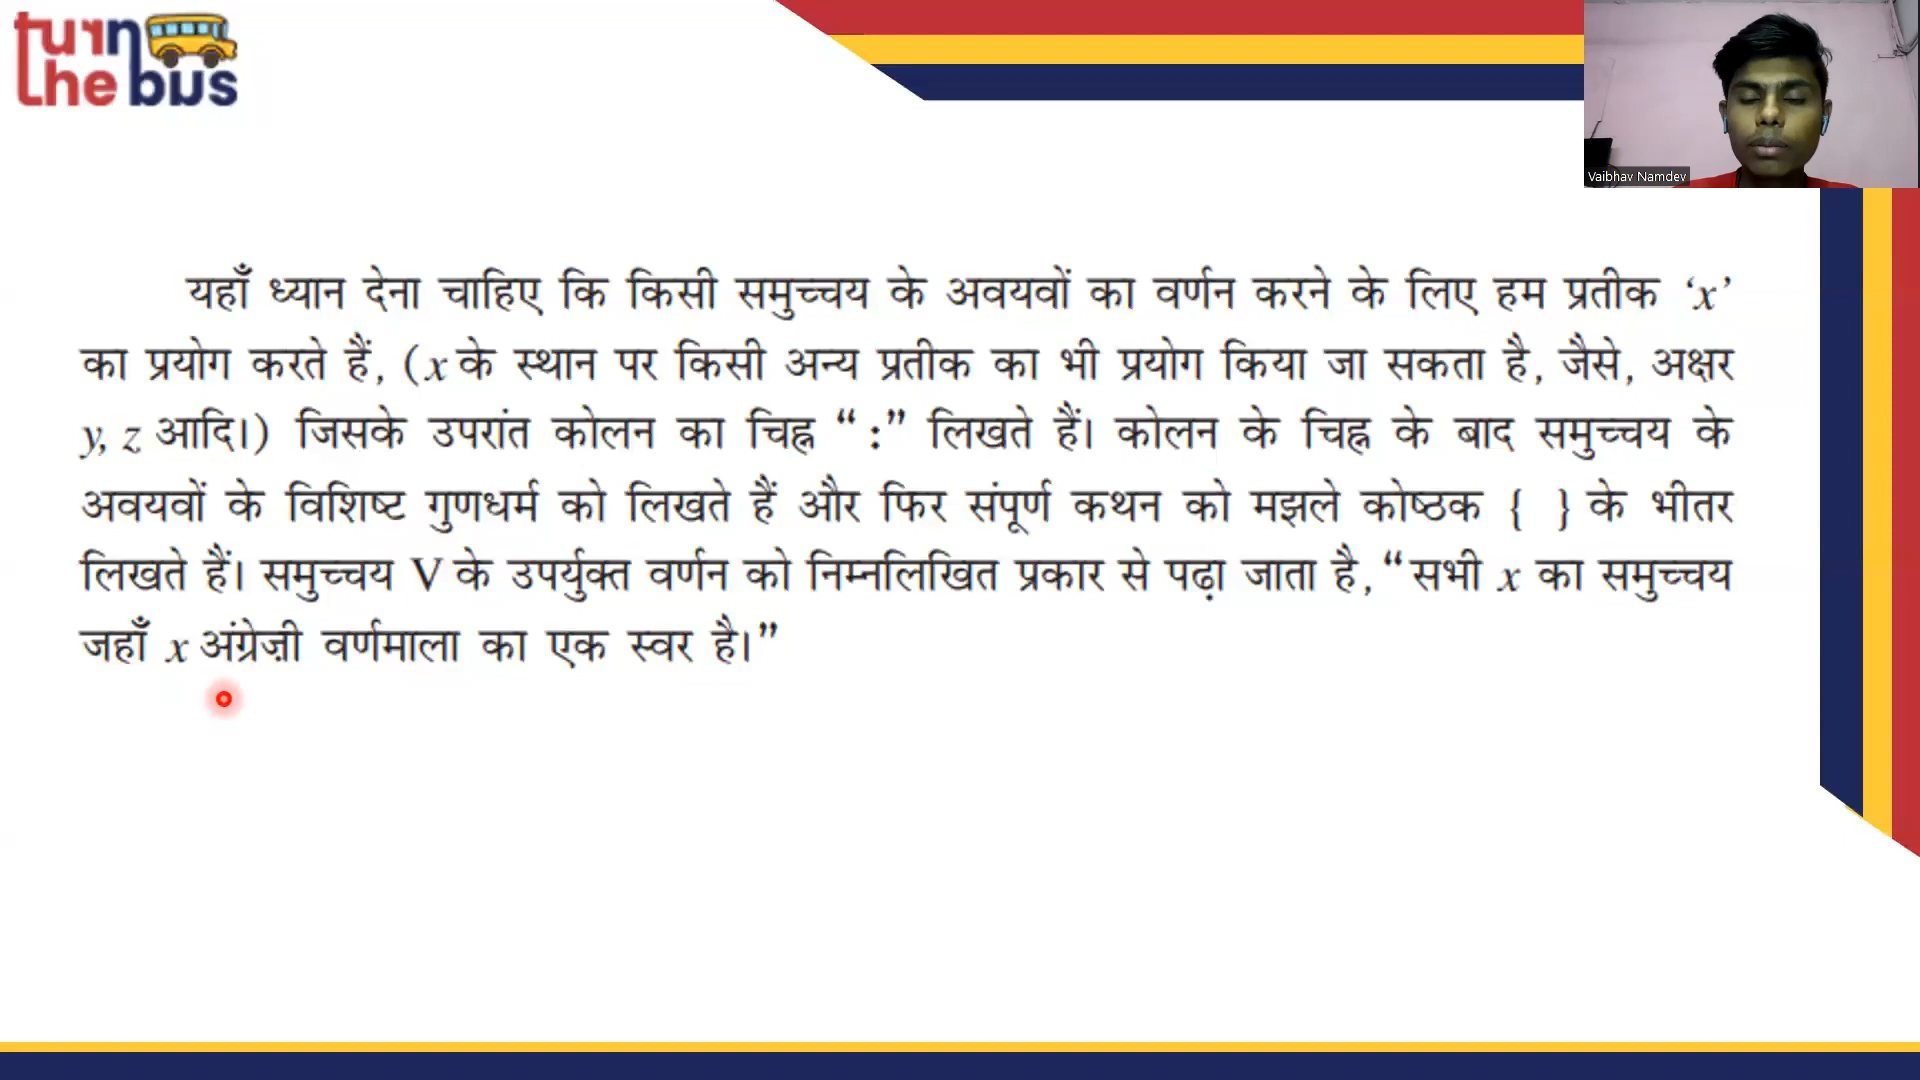 turn
the bus
Vaibhav Namdev
यहाँ ध्यान देना चाहिए कि किसी समुच्चय के अवयवों का वर्णन करने के लिए हम प्रतीक ‘x’
का प्रयोग करते हैं, (x के स्थान पर किसी अन्य प्रतीक का भी प्रयोग किया जा सकता है, जैसे, अक्षर
y, z आदि।) जिसके उपरांत कोलन का चिह्न “ :” लिखते हैं। कोलन के चिह्न के बाद समुच्चय के
अवयवों के विशिष्ट गुणधर्म को लिखते हैं और फिर संपूर्ण कथन को मझले कोष्ठक { } के भीतर
लिखते हैं। समुच्चय V के उपर्युक्त वर्णन को निम्नलिखित प्रकार से पढ़ा जाता है, “सभी x का समुच्चय
जहाँ x अंग्रेज़ी वर्णमाला का एक स्वर है।”